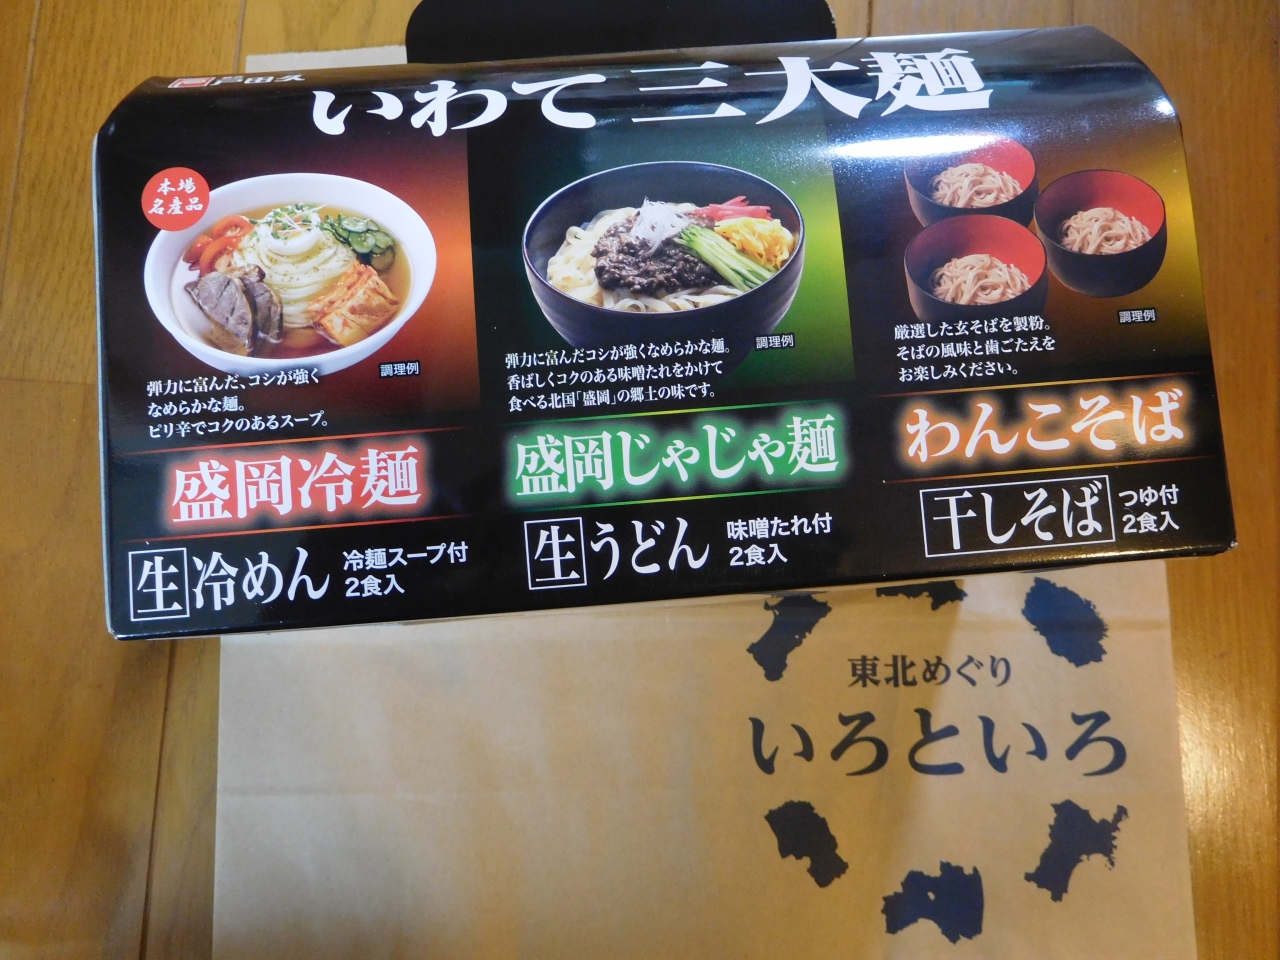 戸田久
いわて三大麺
本場
名産品
調理例
弾力に富んだ、コシが強く
なめらかな麺。
ピリ辛でコクのあるスープ。
盛岡冷麺
生冷めん
冷麺スープ付
2食入
調理例
弾力に富んだコシが強くなめらかな麺。
香ばしくコクのある味噌たれをかけて
食べる北国「盛岡」の郷土の味です。
盛岡じゃじゃ麺
生うどん
味噌たれ付
2食入
調理例
厳選した玄そばを製粉。
そばの風味と歯ごたえを
お楽しみください。
わんこそば
干しそば
つゆ付
2食入
東北めぐり
いろといろ